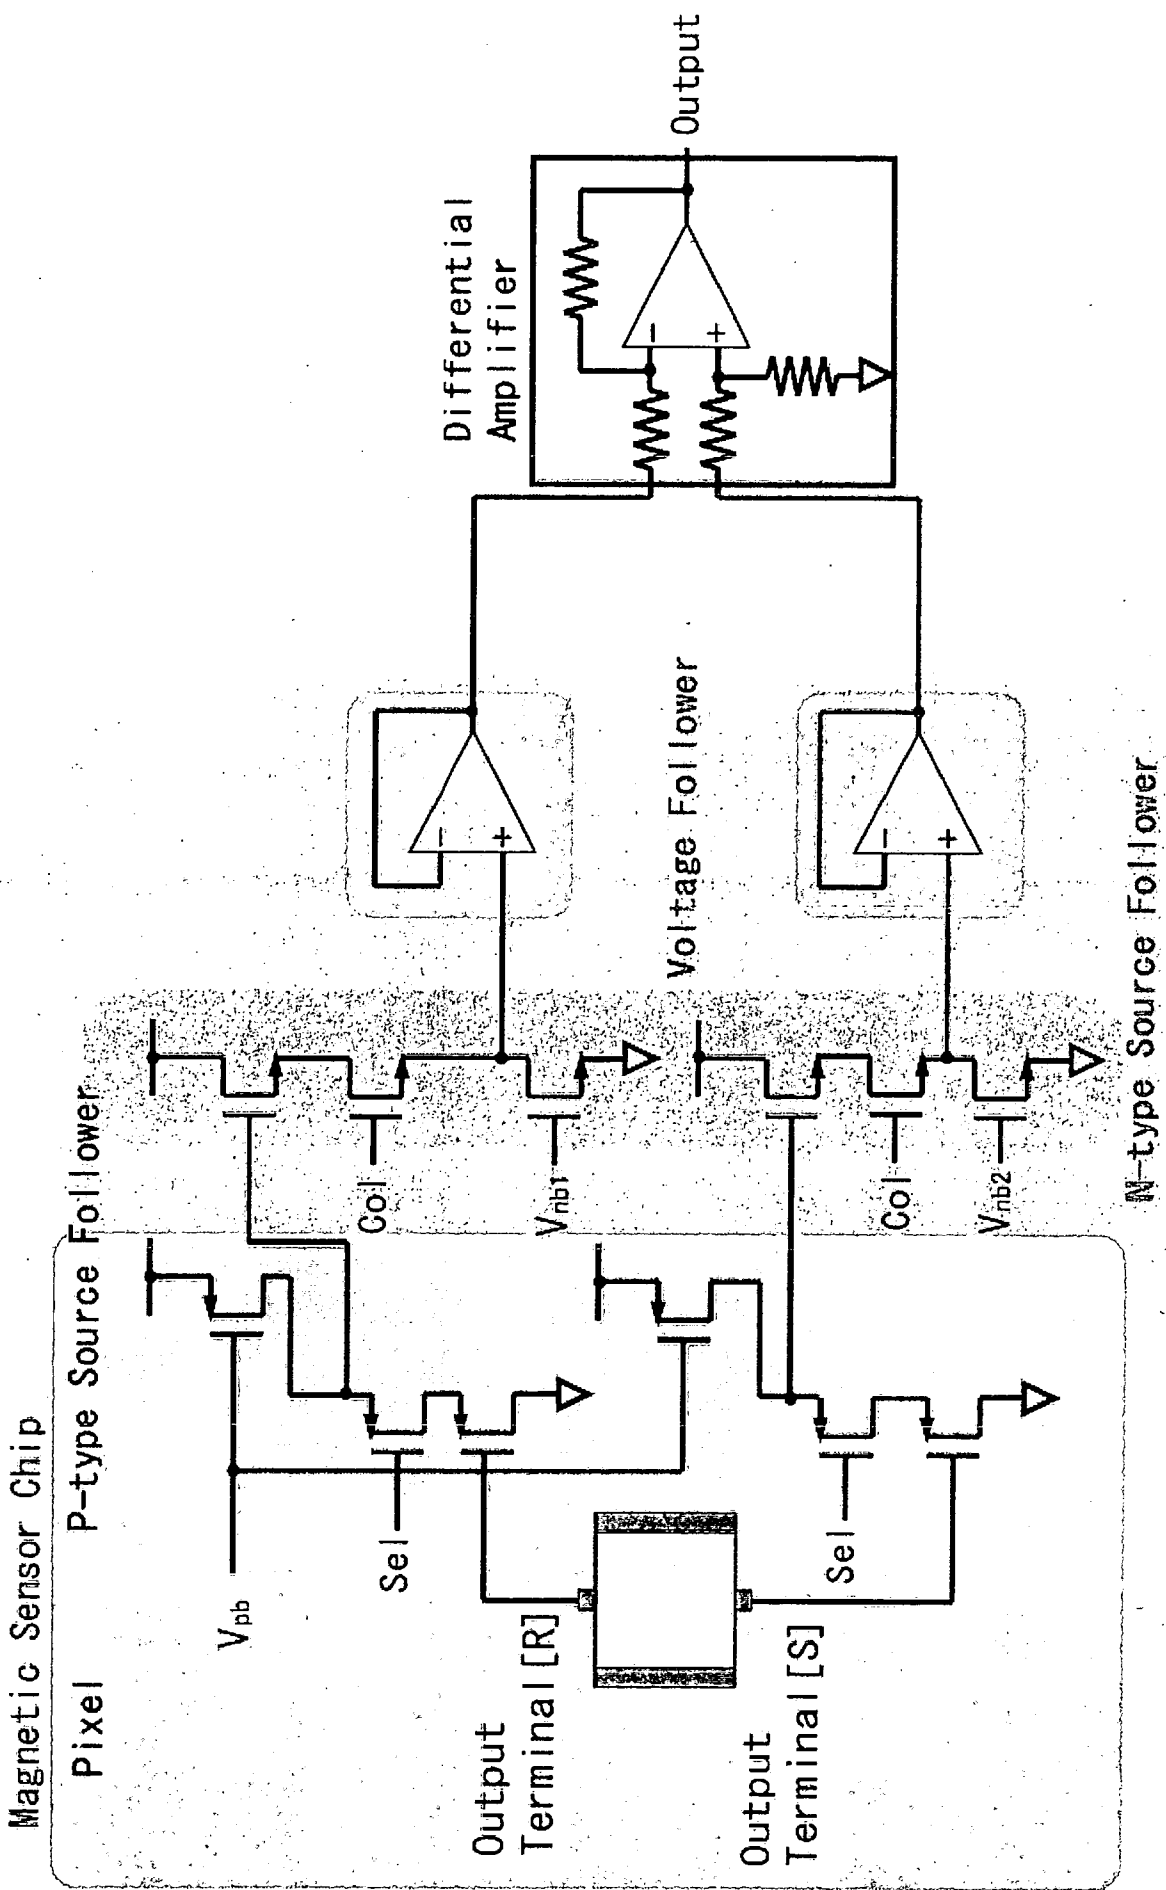 Magnetic Sensor Chip
Pixel
P-type Source Follower
V_pb
Sel
Output
Terminal[R]
Output
Terminal[S]
Sel
Col
V_nb1
Col
V_nb2
Voltage Follower
N-type Source Follower
Differential
Amplifier
Output
−
+
−
+
−
+